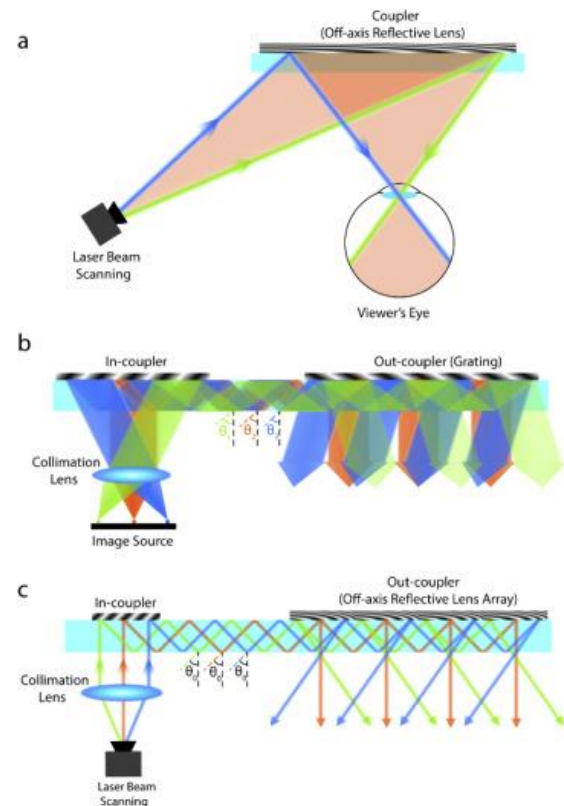 a
Coupler
(Off-axis Reflective Lens)
Laser Beam
Scanning
Viewer's Eye
b
In-coupler
Out-coupler (Grating)
Collimation
Lens
Image Source
c
In-coupler
Out-coupler
(Off-axis Reflective Lens Array)
Collimation
Lens
Laser Beam
Scanning